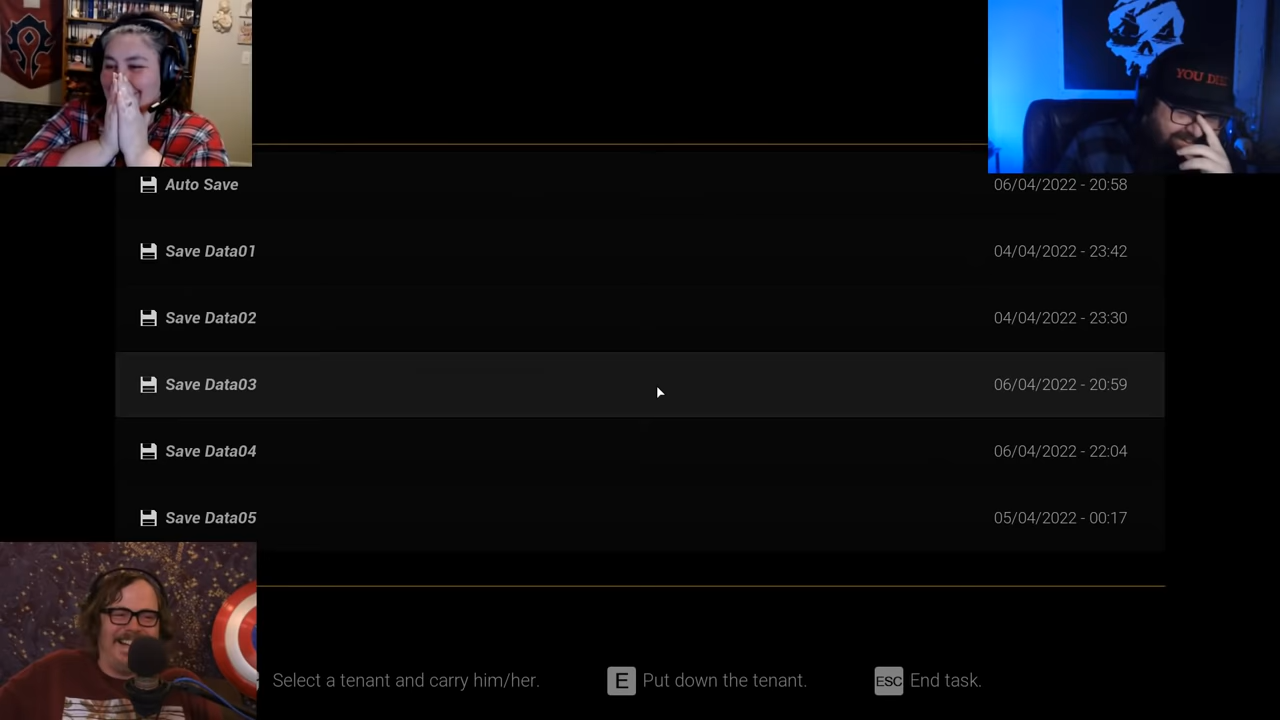 YOU DIE
Auto Save 06/04/2022 - 20:58
Save Data01 04/04/2022 - 23:42
Save Data02 04/04/2022 - 23:30
Save Data03 06/04/2022 - 20:59
Save Data04 06/04/2022 - 22:04
Save Data05 05/04/2022 - 00:17
Select a tenant and carry him/her. E Put down the tenant. ESC End task.